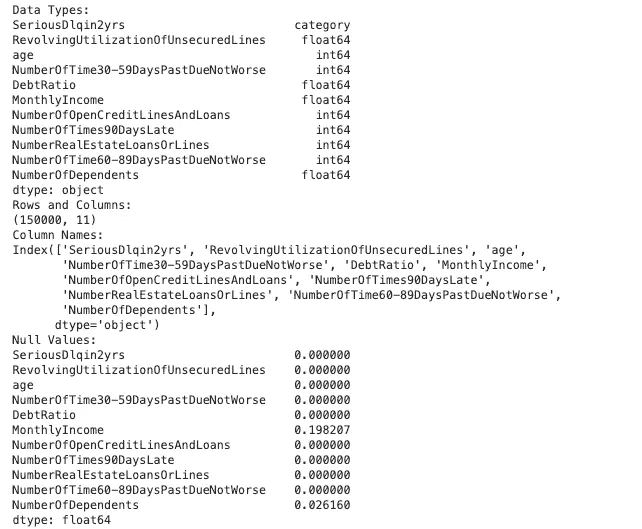 Data Types:
SeriousDlqin2yrs category
RevolvingUtilizationOfUnsecuredLines float64
age int64
NumberOfTime30-59DaysPastDueNotWorse int64
DebtRatio float64
MonthlyIncome float64
NumberOfOpenCreditLinesAndLoans int64
NumberOfTimes90DaysLate int64
NumberRealEstateLoansOrLines int64
NumberOfTime60-89DaysPastDueNotWorse int64
NumberOfDependents float64
dtype: object
Rows and Columns:
(150000, 11)
Column Names:
Index(['SeriousDlqin2yrs', 'RevolvingUtilizationOfUnsecuredLines', 'age',
'NumberOfTime30-59DaysPastDueNotWorse', 'DebtRatio', 'MonthlyIncome',
'NumberOfOpenCreditLinesAndLoans', 'NumberOfTimes90DaysLate',
'NumberRealEstateLoansOrLines', 'NumberOfTime60-89DaysPastDueNotWorse',
'NumberOfDependents'],
dtype='object')
Null Values:
SeriousDlqin2yrs 0.000000
RevolvingUtilizationOfUnsecuredLines 0.000000
age 0.000000
NumberOfTime30-59DaysPastDueNotWorse 0.000000
DebtRatio 0.000000
MonthlyIncome 0.198207
NumberOfOpenCreditLinesAndLoans 0.000000
NumberOfTimes90DaysLate 0.000000
NumberRealEstateLoansOrLines 0.000000
NumberOfTime60-89DaysPastDueNotWorse 0.000000
NumberOfDependents 0.026160
dtype: float64